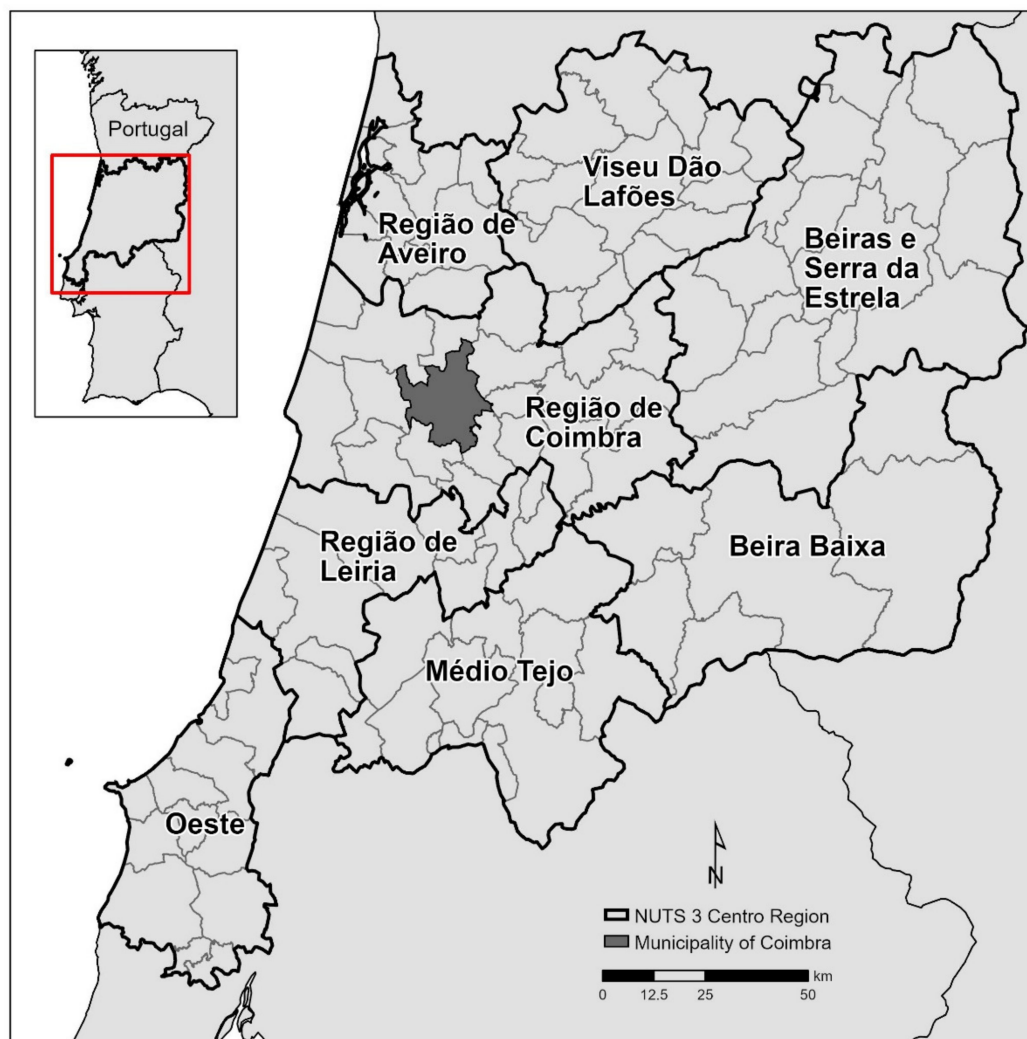 Portugal
Viseu Dão
Lafões
Região de
Aveiro
Beiras e
Serra da
Estrela
Região de
Coimbra
Região de
Leiria
Beira Baixa
Médio Tejo
Oeste
N
NUTS 3 Centro Region
Municipality of Coimbra
km
0 12.5 25 50